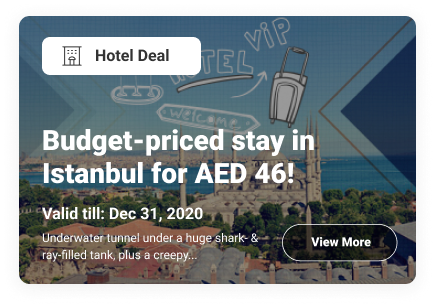 ViP
HOTEL
Hotel Deal
welcome
Budget-priced stay in
Istanbul for AED 46!
Valid till: Dec 31, 2020
Underwater tunnel under a huge shark- &
ray-filled tank, plus a creepy...
View More